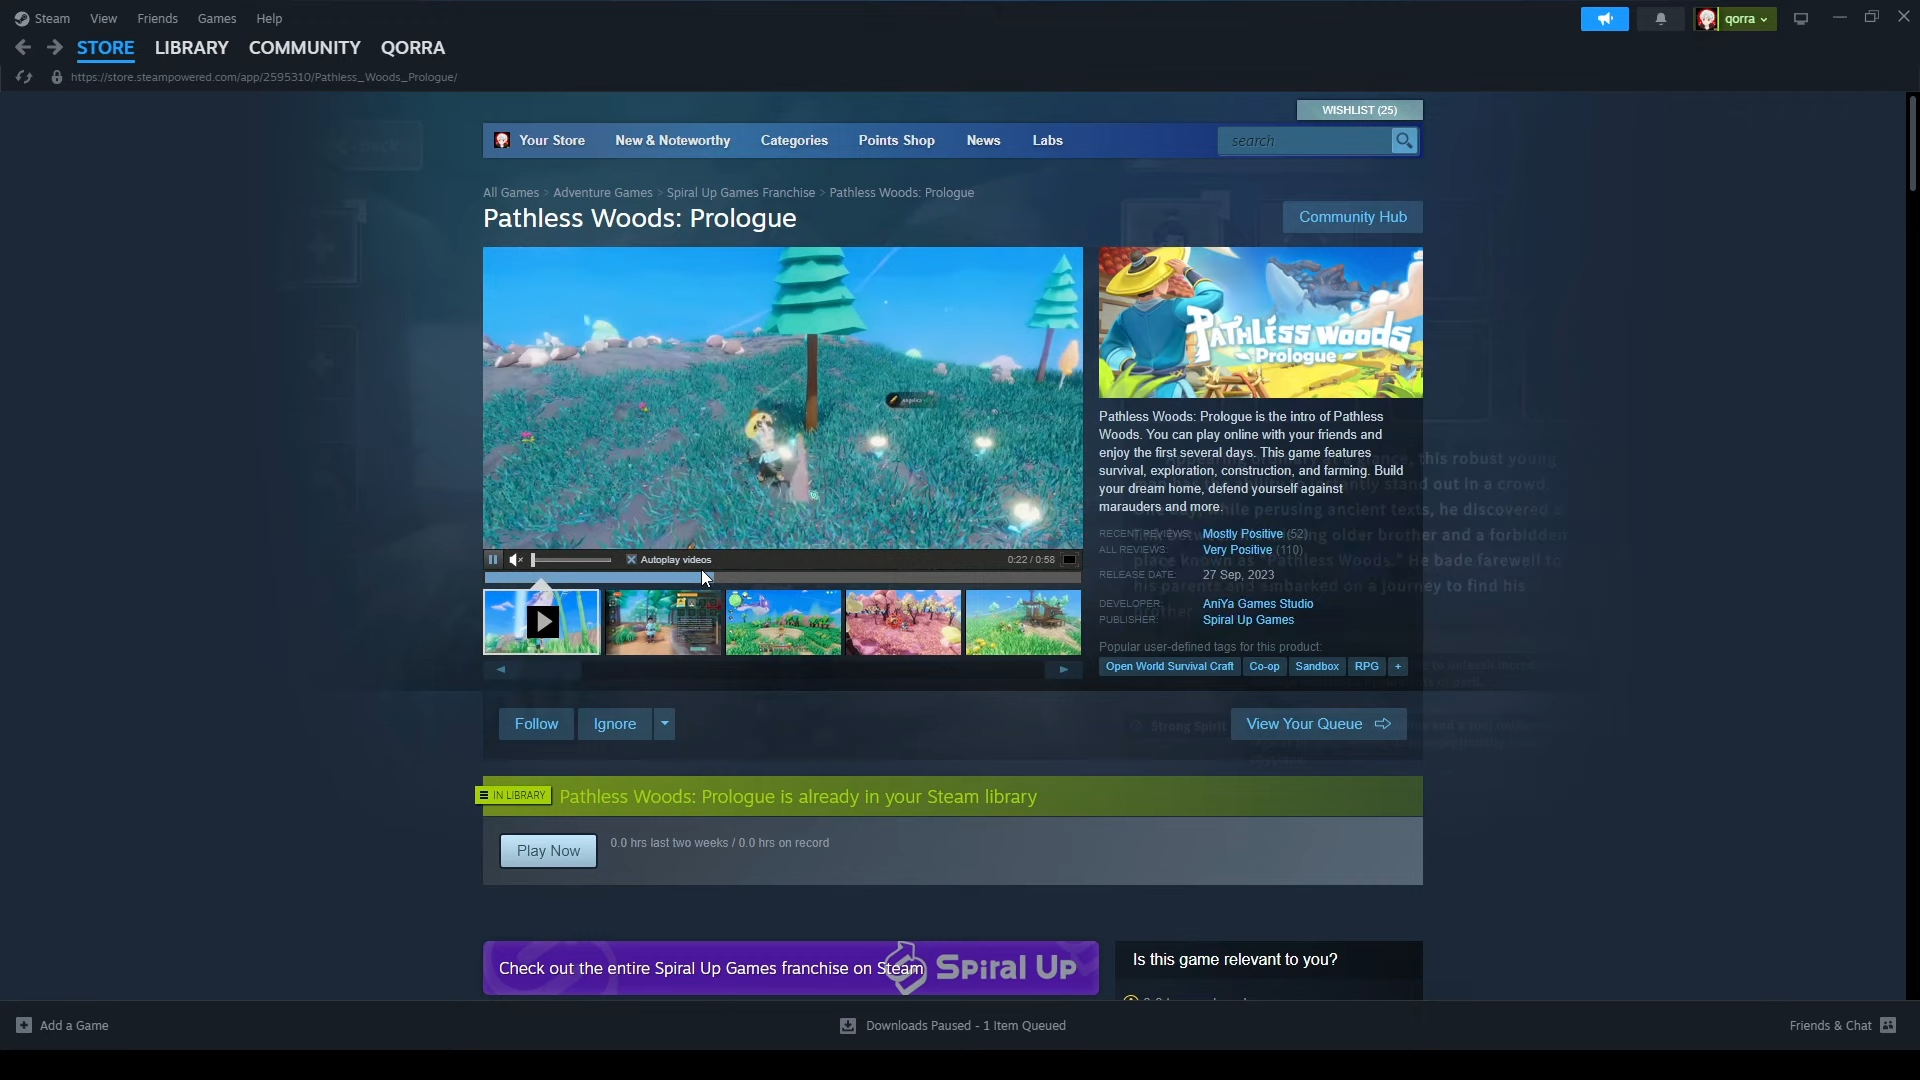 Steam View Friends Games Help
qorra
STORE LIBRARY COMMUNITY QORRA
https://store.steampowered.com/app/2595310/Pathless_Woods_Prologue/
WISHLIST (25)
Your Store New & Noteworthy Categories Points Shop News Labs
search
All Games > Adventure Games > Spiral Up Games Franchise > Pathless Woods: Prologue
Pathless Woods: Prologue
Community Hub
PATHLESS WOODS
Prologue
Pathless Woods: Prologue is the intro of Pathless
Woods. You can play online with your friends and
enjoy the first several days. This game features
survival, exploration, construction, and farming. Build
your dream home, defend yourself against
marauders and more.
RECENT REVIEWS: Mostly Positive (52)
ALL REVIEWS: Very Positive (110)
RELEASE DATE: 27 Sep, 2023
DEVELOPER: AniYa Games Studio
PUBLISHER: Spiral Up Games
Popular user-defined tags for this product:
Open World Survival Craft Co-op Sandbox RPG +
Autoplay videos
0:22 / 0:58
Follow Ignore
Strong Spirit
View Your Queue
IN LIBRARY Pathless Woods: Prologue is already in your Steam library
Play Now 0.0 hrs last two weeks / 0.0 hrs on record
Check out the entire Spiral Up Games franchise on Steam Spiral Up
Is this game relevant to you?
Add a Game
Downloads Paused - 1 Item Queued
Friends & Chat